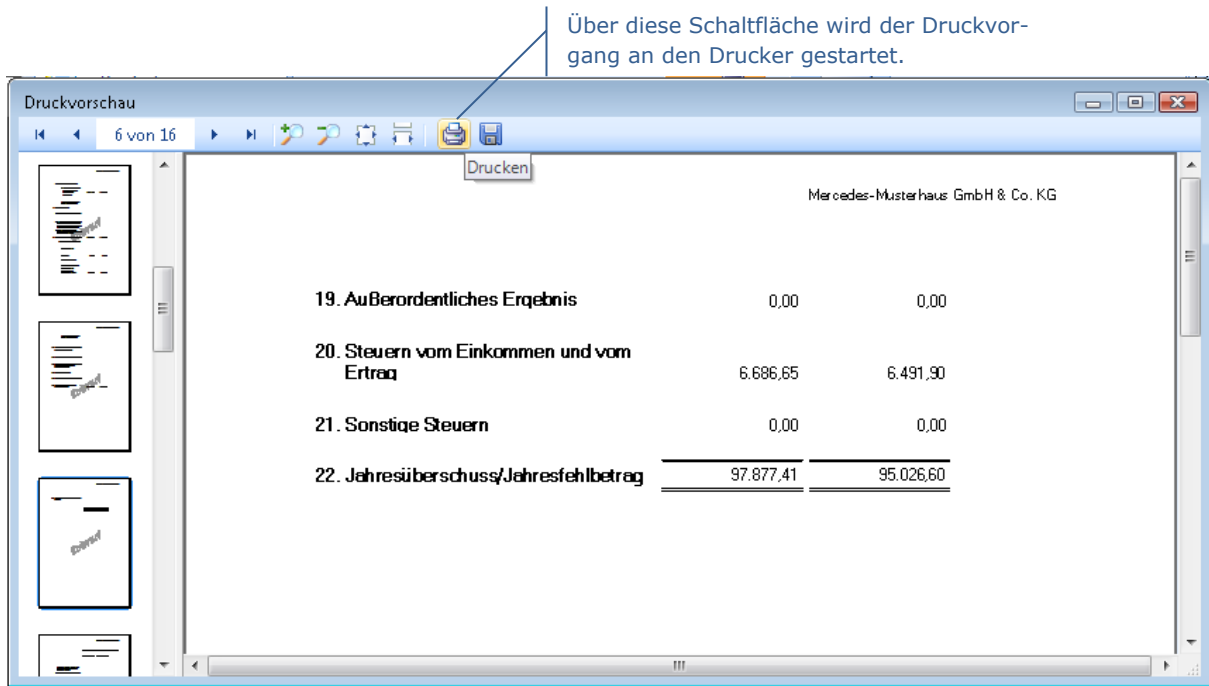 Über diese Schaltfläche wird der Druckvor-
gang an den Drucker gestartet.
Druckvorschau
6 von 16
Drucken
Mercedes-Musterhaus GmbH & Co. KG
19. Außerordentliches Ergebnis 0,00 0,00
20. Steuern vom Einkommen und vom
Ertrag 6.686,65 6.491,90
21. Sonstige Steuern 0,00 0,00
22. Jahresüberschuss/Jahresfehlbetrag 97.877,41 95.026,60